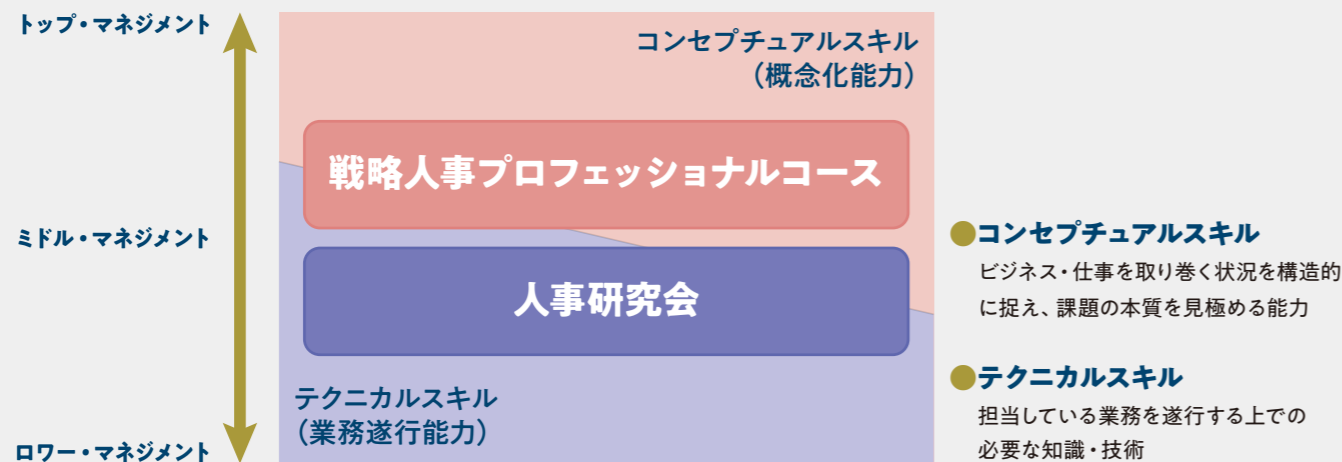 トップ・マネジメント
ミドル・マネジメント
ロワー・マネジメント
コンセプチュアルスキル
（概念化能力）
戦略人事プロフェッショナルコース
人事研究会
テクニカルスキル
（業務遂行能力）
●コンセプチュアルスキル
ビジネス・仕事を取り巻く状況を構造的
に捉え、課題の本質を見極める能力
●テクニカルスキル
担当している業務を遂行する上での
必要な知識・技術